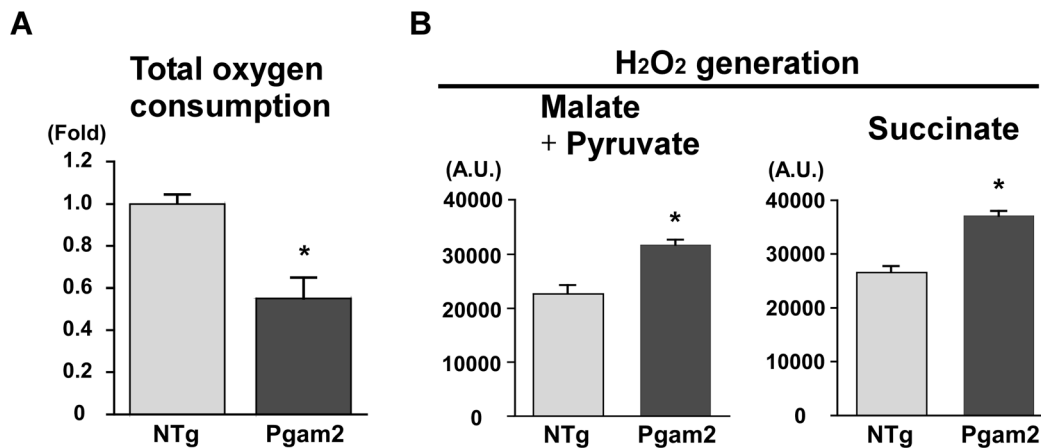 A
Total oxygen
consumption
(Fold)
1.2
1.0
0.8
0.6
0.4
0.2
0
*
NTg
Pgam2
B
H2O2 generation
Malate
+ Pyruvate
(A.U.)
40000
30000
20000
10000
0
*
NTg
Pgam2
Succinate
(A.U.)
40000
30000
20000
10000
0
*
NTg
Pgam2